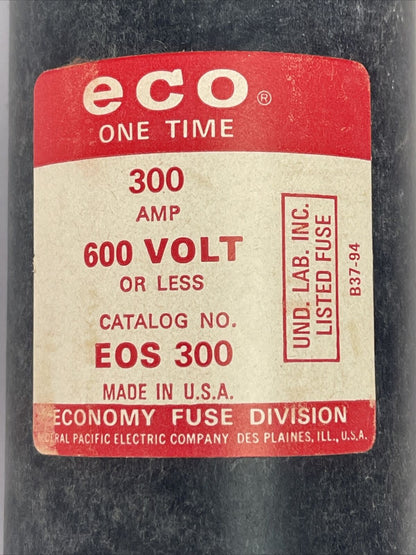 eco®
ONE TIME
300
AMP
600 VOLT
OR LESS
CATALOG NO.
EOS 300
MADE IN U.S.A.
UND. LAB. INC.
LISTED FUSE
B37-94
ECONOMY FUSE DIVISION
PACIFIC ELECTRIC COMPANY DES PLAINES, ILL., U.S.A.